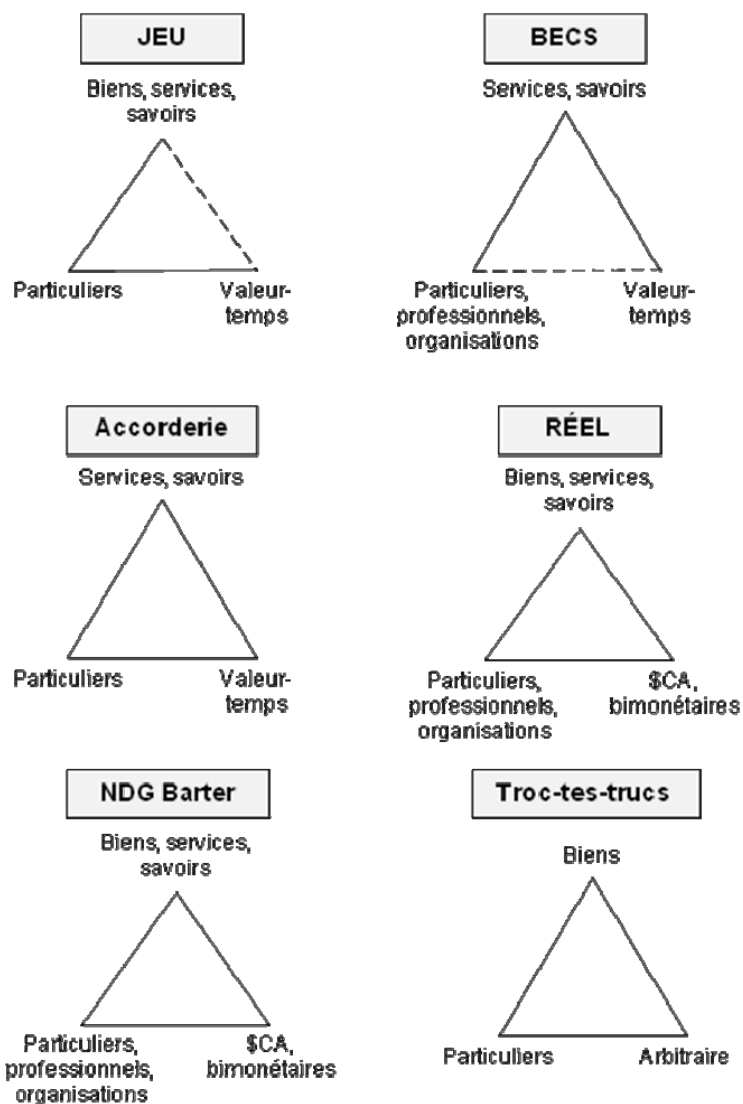 JEU
Biens, services,
savoirs
Particuliers
Valeur-
temps
BECS
Services, savoirs
Particuliers,
professionnels,
organisations
Valeur-
temps
Accorderie
Services, savoirs
Particuliers
Valeur-
temps
RÉEL
Biens, services,
savoirs
Particuliers,
professionnels,
organisations
$CA,
bimonétaires
NDG Barter
Biens, services,
savoirs
Particuliers,
professionnels,
organisations
$CA,
bimonétaires
Troc-tes-trucs
Biens
Particuliers
Arbitraire